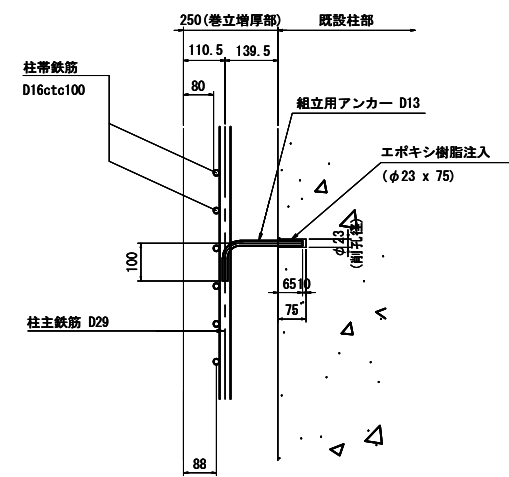 250(巻立増厚部)
既設柱部
110.5
139.5
柱帯鉄筋
D16ctc100
80
組立用アンカー D13
エポキシ樹脂注入
(φ23 x 75)
φ23
(削孔径)
100
6510
75
柱主鉄筋 D29
88